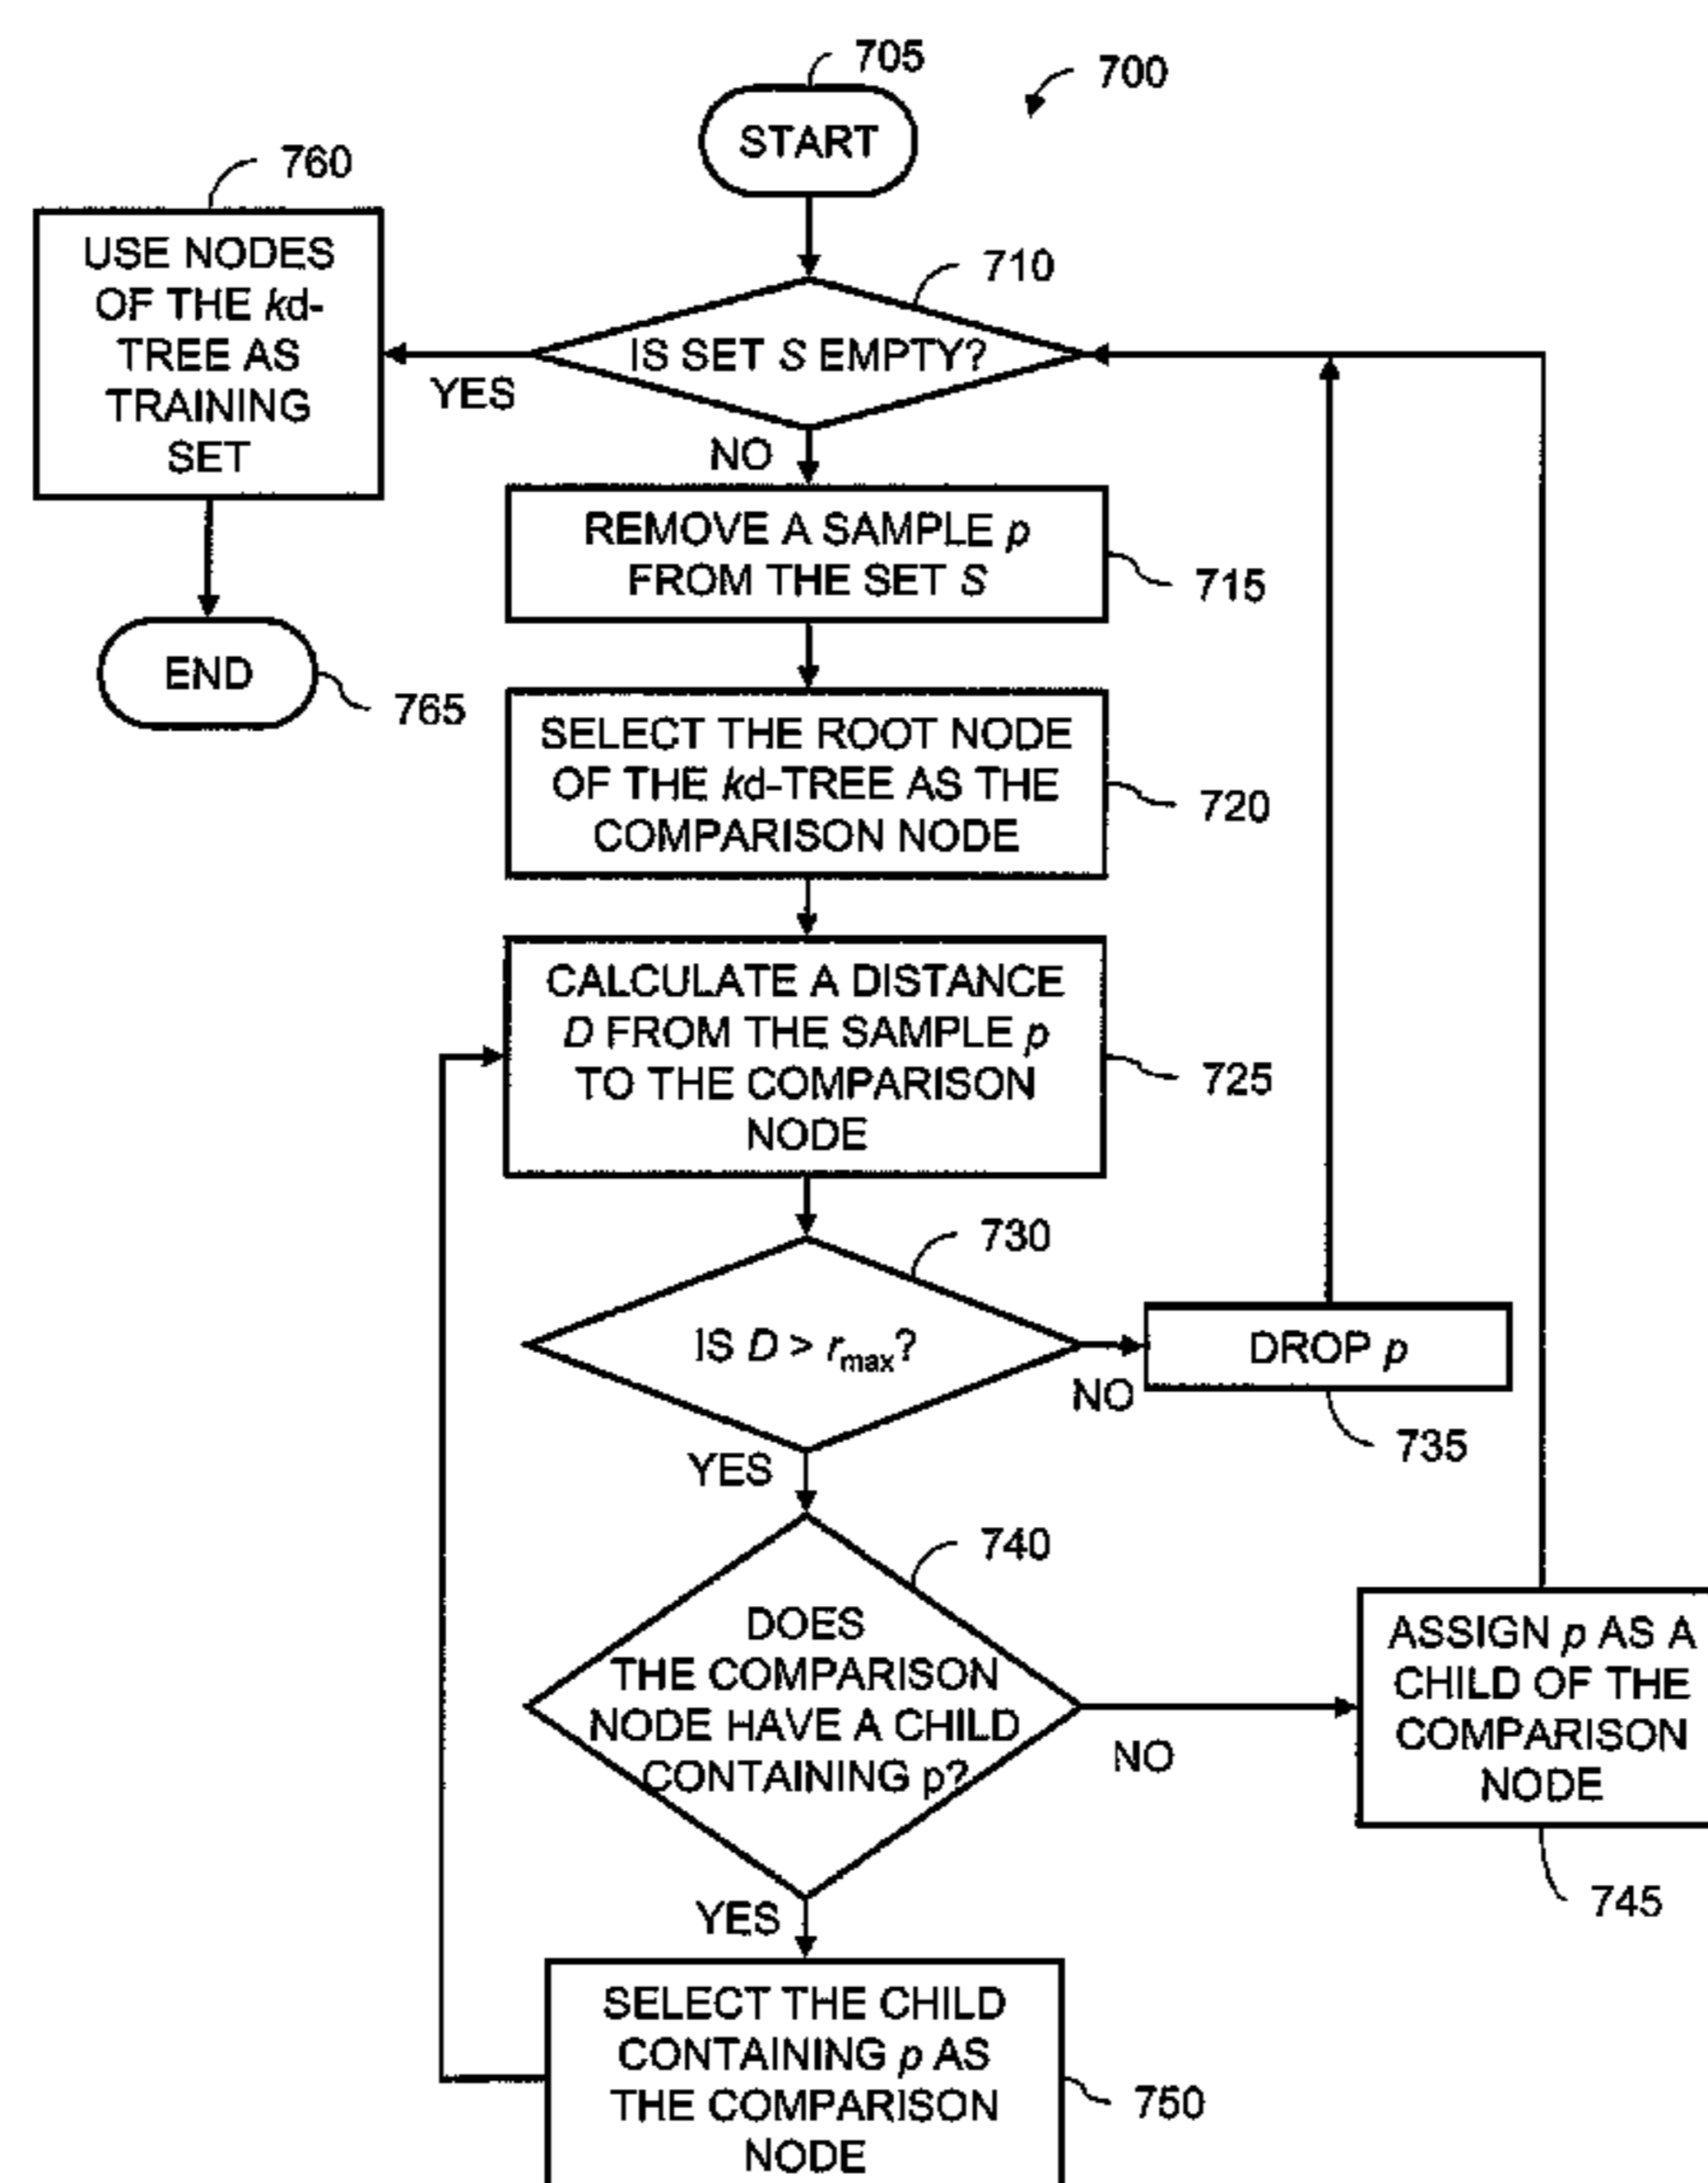 705
700
START
760
USE NODES
OF THE kd-
TREE AS
TRAINING
SET
710
IS SET S EMPTY?
YES
NO
REMOVE A SAMPLE p
FROM THE SET S
715
END
765
SELECT THE ROOT NODE
OF THE kd-TREE AS THE
COMPARISON NODE
720
CALCULATE A DISTANCE
D FROM THE SAMPLE p
TO THE COMPARISON
NODE
725
730
IS D > rmax?
NO
DROP p
735
YES
740
DOES
THE COMPARISON
NODE HAVE A CHILD
CONTAINING p?
NO
ASSIGN p AS A
CHILD OF THE
COMPARISON
NODE
745
YES
SELECT THE CHILD
CONTAINING p AS
THE COMPARISON
NODE
750